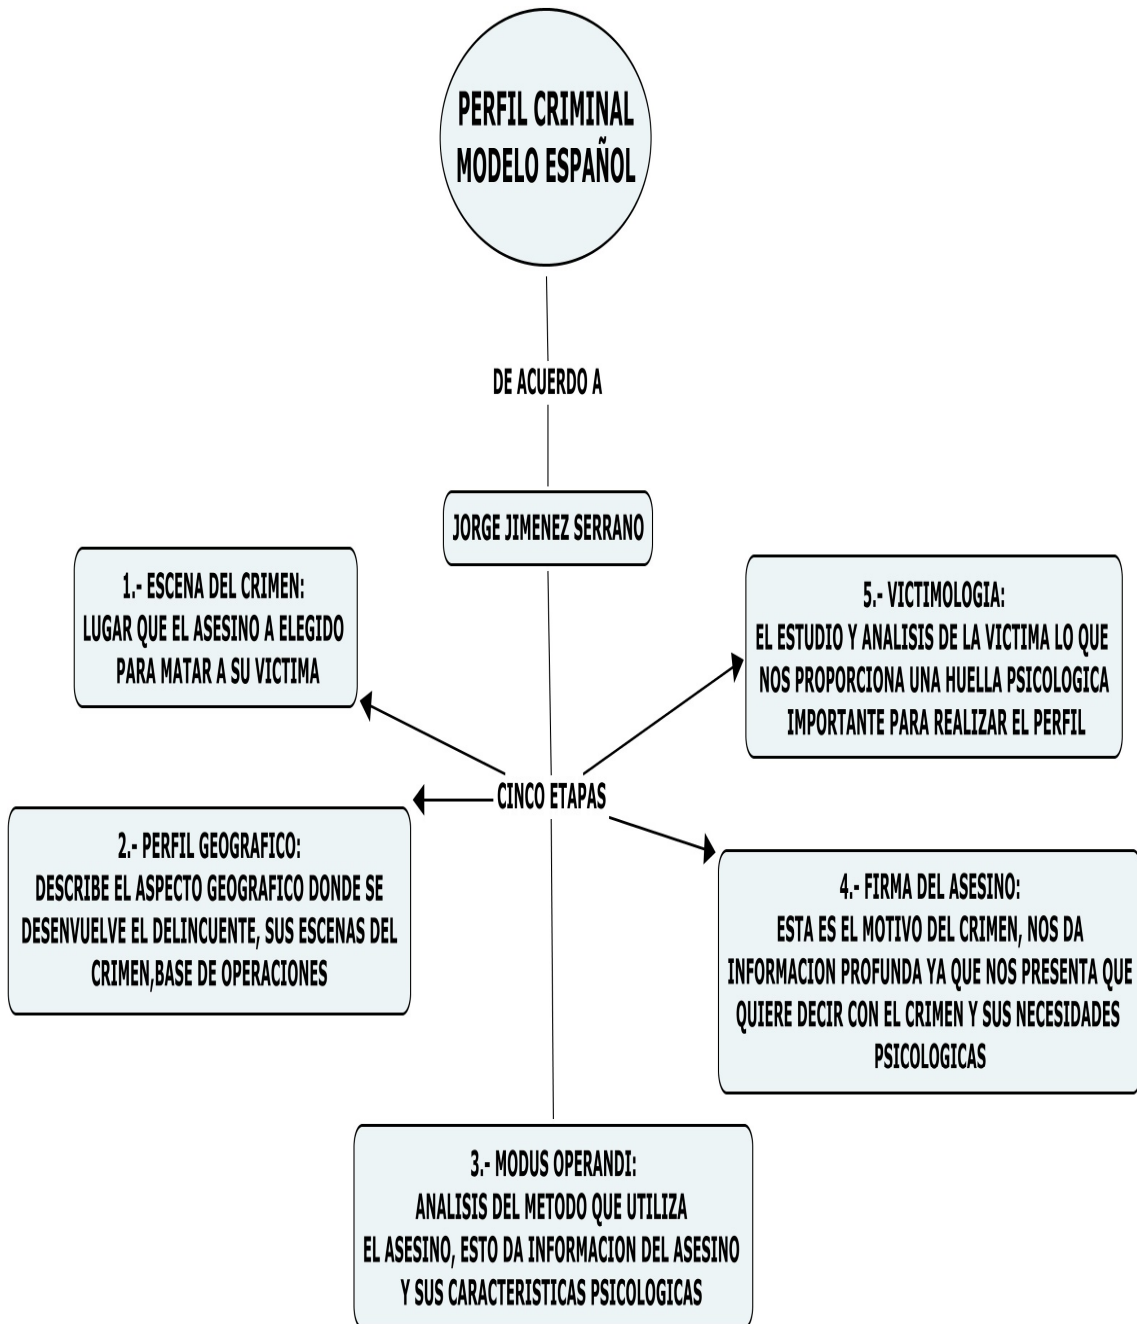 PERFIL CRIMINAL
MODELO ESPAÑOL
DE ACUERDO A
JORGE JIMENEZ SERRANO
1.- ESCENA DEL CRIMEN:
LUGAR QUE EL ASESINO A ELEGIDO
PARA MATAR A SU VICTIMA
5.- VICTIMOLOGIA:
EL ESTUDIO Y ANALISIS DE LA VICTIMA LO QUE
NOS PROPORCIONA UNA HUELLA PSICOLOGICA
IMPORTANTE PARA REALIZAR EL PERFIL
CINCO ETAPAS
2.- PERFIL GEOGRAFICO:
DESCRIBE EL ASPECTO GEOGRAFICO DONDE SE
DESENVUELVE EL DELINCUENTE, SUS ESCENAS DEL
CRIMEN,BASE DE OPERACIONES
4.- FIRMA DEL ASESINO:
ESTA ES EL MOTIVO DEL CRIMEN, NOS DA
INFORMACION PROFUNDA YA QUE NOS PRESENTA QUE
QUIERE DECIR CON EL CRIMEN Y SUS NECESIDADES
PSICOLOGICAS
3.- MODUS OPERANDI:
ANALISIS DEL METODO QUE UTILIZA
EL ASESINO, ESTO DA INFORMACION DEL ASESINO
Y SUS CARACTERISTICAS PSICOLOGICAS